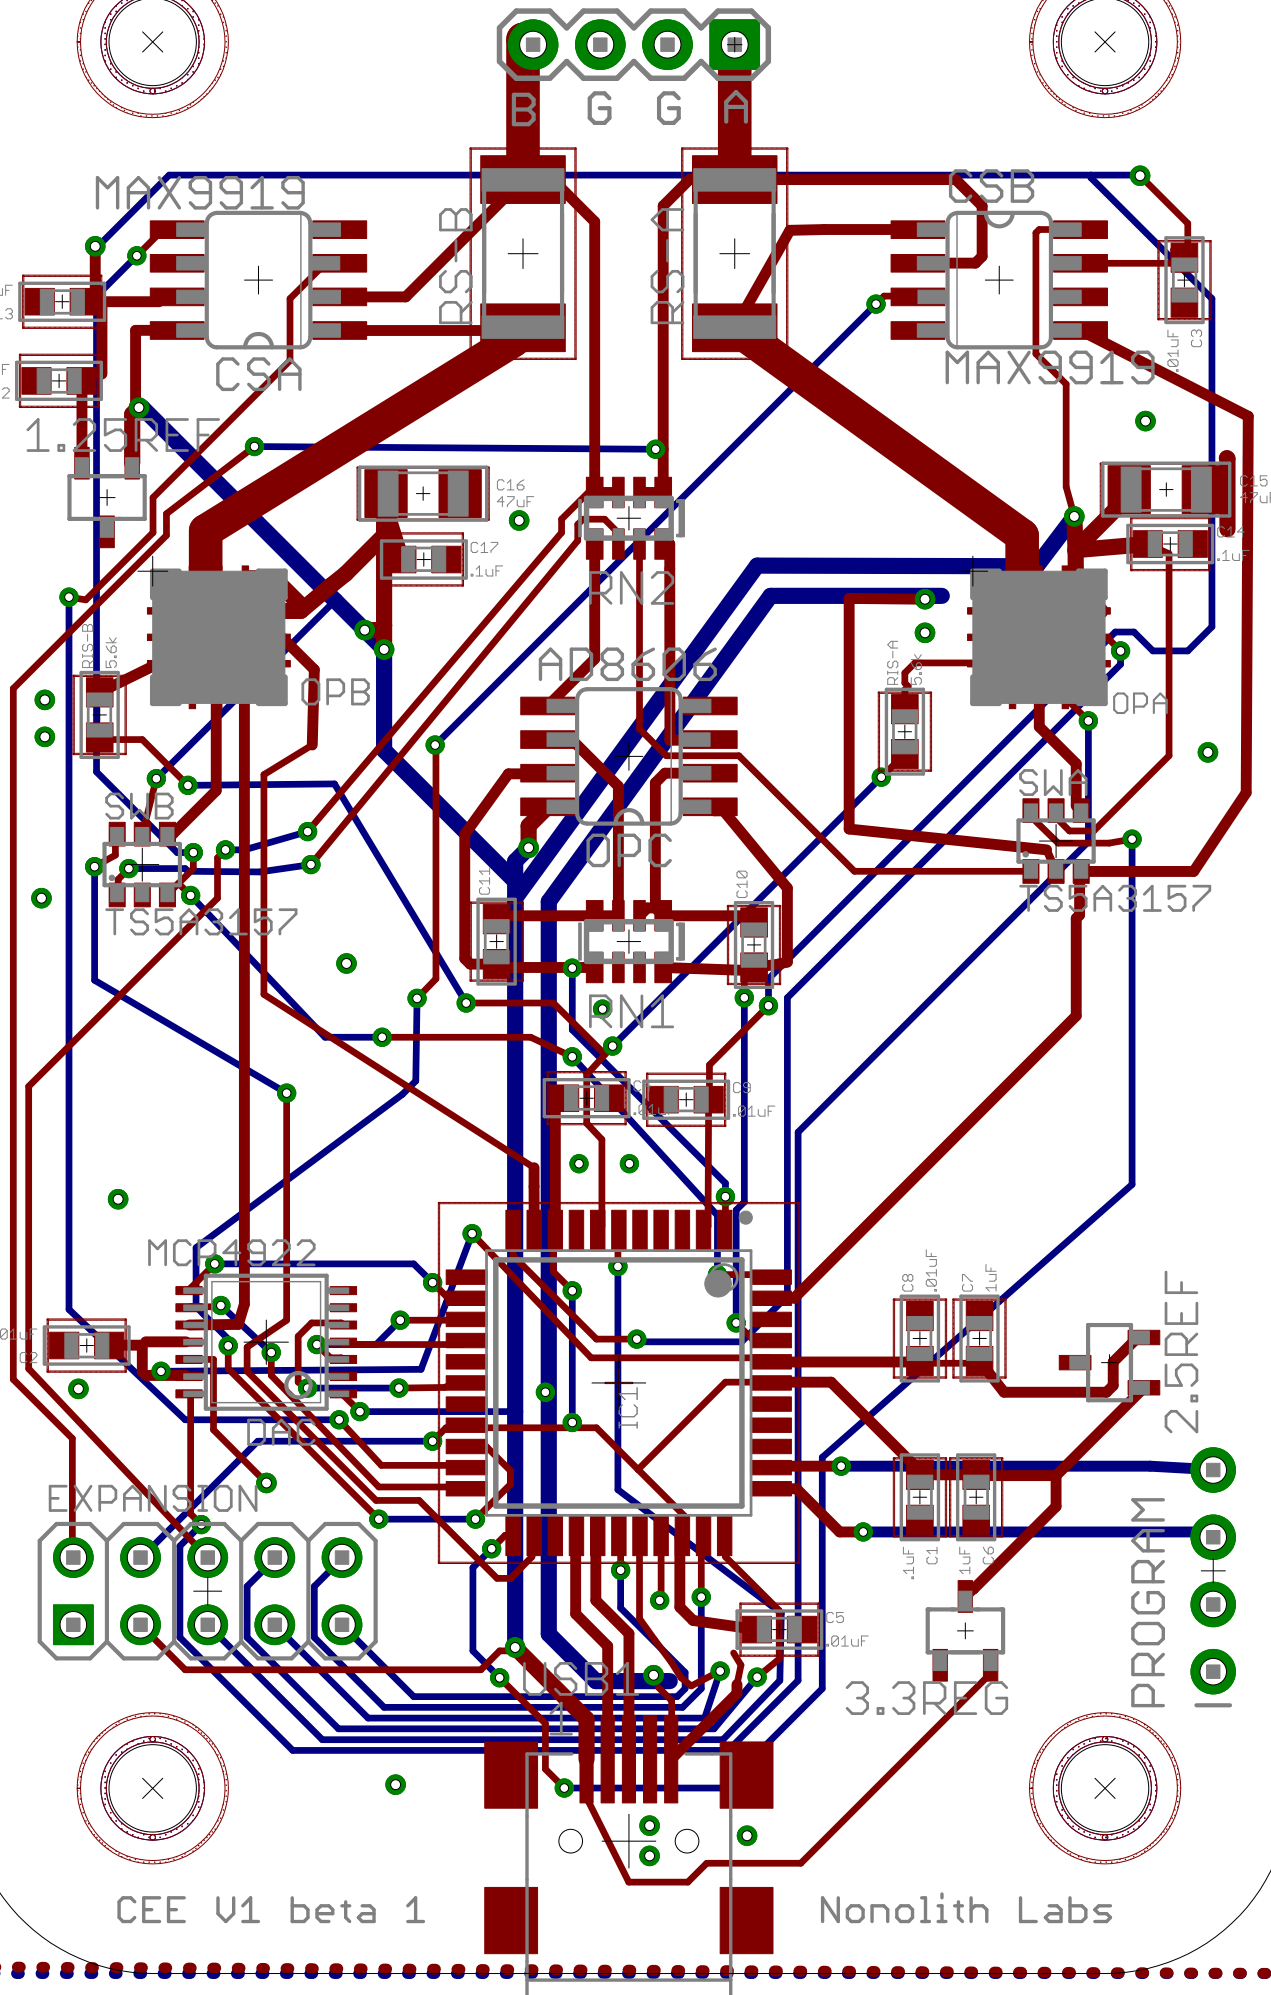 B G G A
MAX9919
CSB
RS-B
RS-A
CSA
MAX9919
.01uF
C3
1.25REF
C16
47uF
C15
C17
.1uF
C14
.1uF
RN2
RIS-B
5.6k
AD8606
RIS-A
5.6k
OPB
OPA
SWB
SWA
OPC
C11
C10
TS5A3157
TS5A3157
RN1
C9
.01uF
MCP4922
C8
.01uF
C7
.1uF
C2
2.5REF
IC1
DAC
EXPANSION
.1uF
C1
C6
PROGRAM
C5
.01uF
USB1
1
3.3REG
CEE V1 beta 1
Nonolith Labs